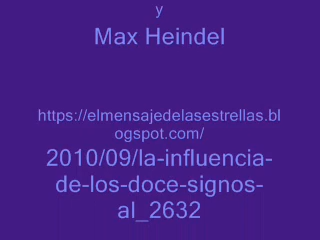 y
Max Heindel
https://elmensajedelasestrellas.bl
ogspot.com/
2010/09/la-influencia-
de-los-doce-signos-
al_2632